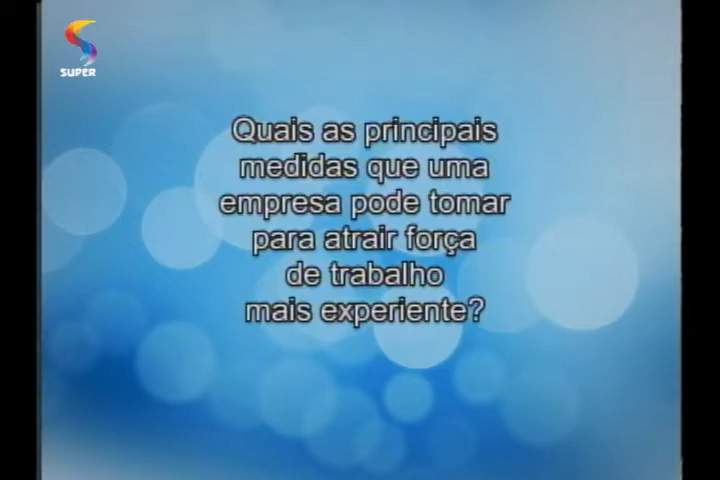 SUPER
Quais as principais
medidas que uma
empresa pode tomar
para atrair força
de trabalho
mais experiente?